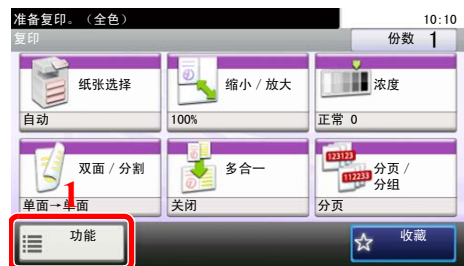 准备复印。（全色） 10:10
复印 份数 1
纸张选择 缩小 / 放大 浓度
自动 100% 正常 0
双面 / 分割 多合一 123123 112233 分页 / 分组
单面→单面 关闭 分页
1
功能 收藏